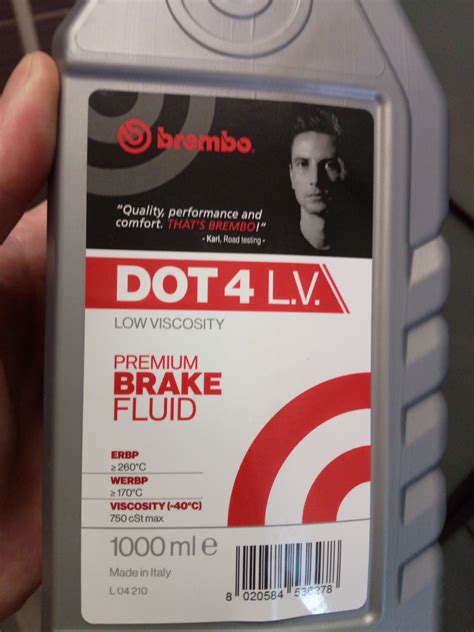 brembo
“Quality, performance and
comfort. THAT'S BREMBO!”
- Karl, Road testing -
DOT 4 L.V.
LOW VISCOSITY
PREMIUM
BRAKE
FLUID
ERBP
≥ 260°C
WERBP
≥ 170°C
VISCOSITY (-40°C)
750 cSt max
1000 ml e
Made in Italy
L 04 210
8 020584 536278